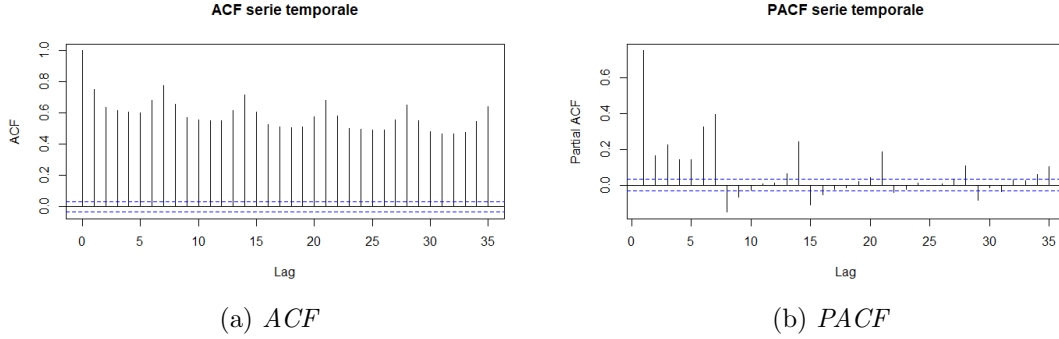 ACF serie temporale
ACF
0.0 0.2 0.4 0.6 0.8 1.0
0 5 10 15 20 25 30 35
Lag
(a) ACF
PACF serie temporale
Partial ACF
0.0 0.2 0.4 0.6
0 5 10 15 20 25 30 35
Lag
(b) PACF